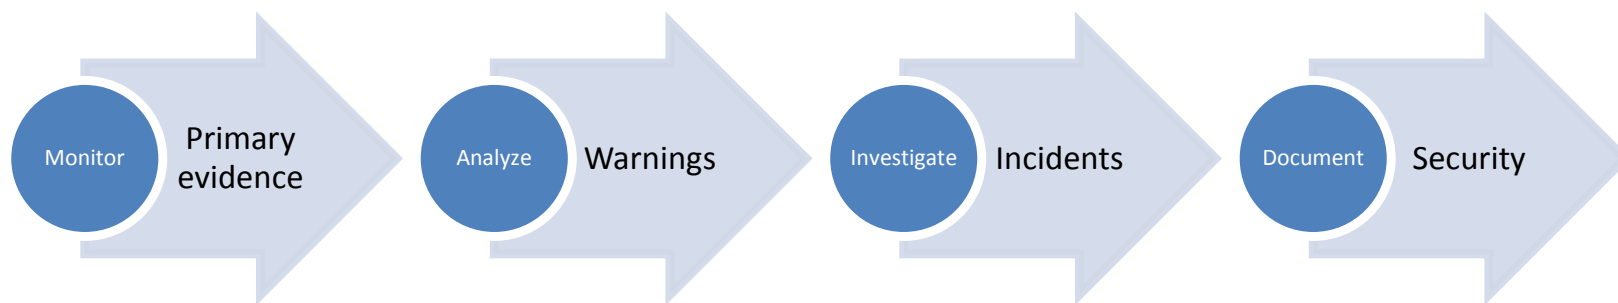 Monitor
Primary
evidence
Analyze
Warnings
Investigate
Incidents
Document
Security